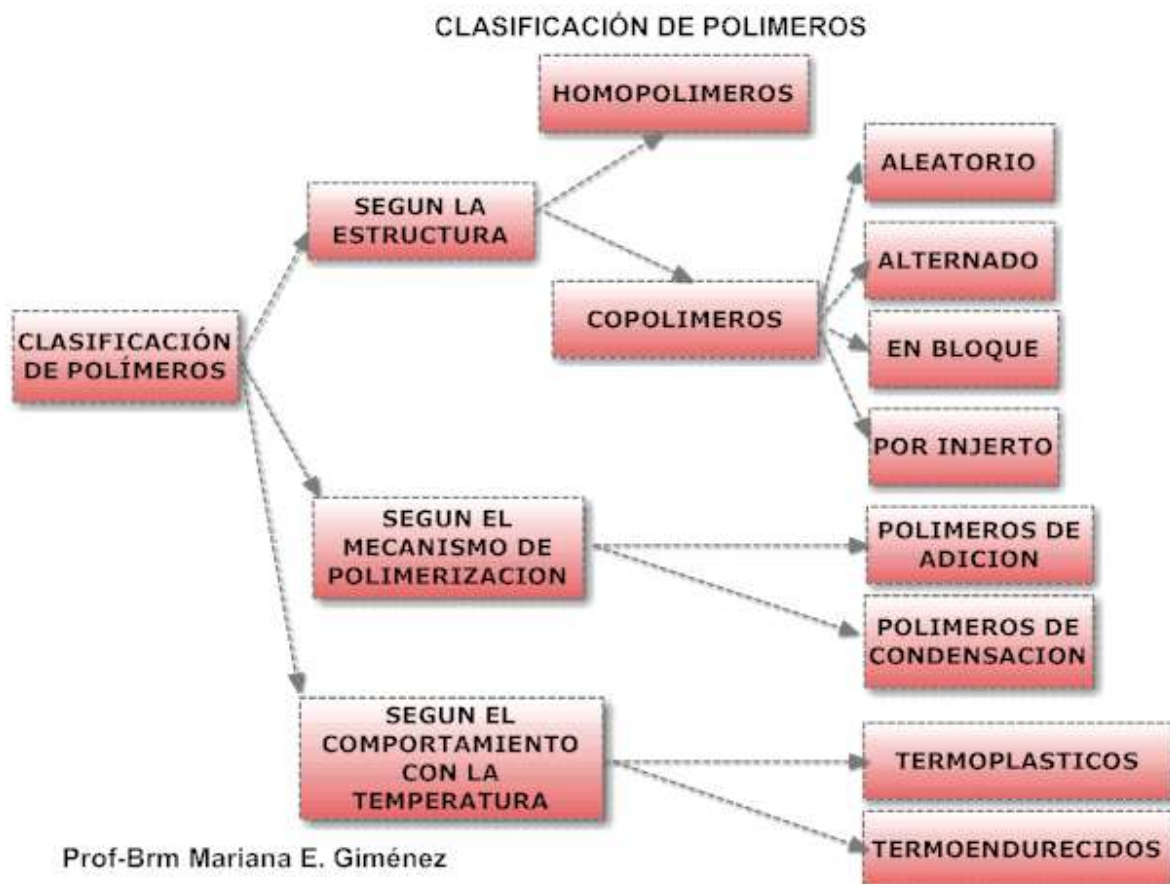 CLASIFICACIÓN DE POLIMEROS
HOMOPOLIMEROS
ALEATORIO
SEGUN LA
ESTRUCTURA
ALTERNADO
COPOLIMEROS
CLASIFICACIÓN
DE POLÍMEROS
EN BLOQUE
POR INJERTO
SEGUN EL
MECANISMO DE
POLIMERIZACION
POLIMEROS DE
ADICION
POLIMEROS DE
CONDENSACION
SEGUN EL
COMPORTAMIENTO
CON LA
TEMPERATURA
TERMOPLASTICOS
TERMOENDURECIDOS
Prof-Brm Mariana E. Giménez